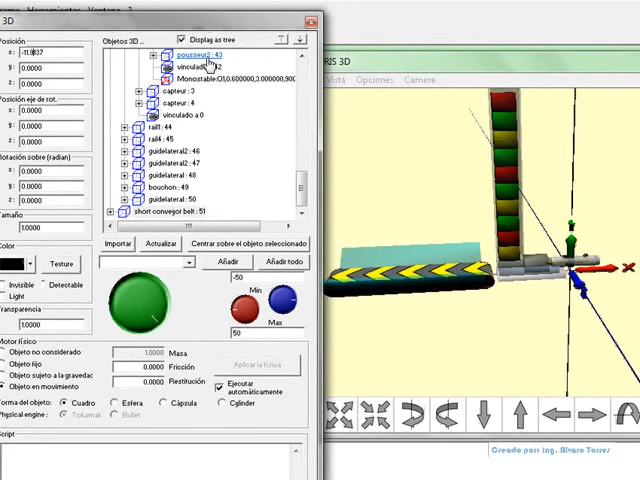 Herramientas Ventana ?
3D
Posición
x: -11.9837
y: 0.0000
z: 0.0000
Posición eje de rot.
x: 0.0000
y: 0.0000
z: 0.0000
Rotación sobre (radian)
x: 0.0000
y: 0.0000
z: 0.0000
Tamaño
1.0000
Color
Texture
Invisible
Detectable
Light
Transparencia
1.0000
Objetos 3D...
Display as tree
pousseur2 : 43
Monostable:O1,0.600000,3.000000,900
capteur : 3
capteur : 4
vinculado a 0
rail1: 44
rail4 : 45
guidelateral2 : 46
guidelateral2 : 47
guidelateral : 48
bouchon : 49
guidelateral : 50
short conveyor belt : 51
Importar
Actualizar
Centrar sobre el objeto seleccionado
Añadir
Añadir todo
-50
Min
Max
50
Motor físico
Objeto no considerado
Objeto fijo
Objeto sujeto a la gravedac
Objeto en movimiento
1.0000 Masa
0.0000 Fricción
0.0000 Restitución
Aplicar la física
Ejecutar
automáticamente
Forma del objeto:
Cuadro
Esfera
Cápsula
Cylinder
Physical engine :
Tokamak
Bullet
Script
RIS 3D
Vista Opciones Camera
X
Creado por: ing. Alvaro Torres